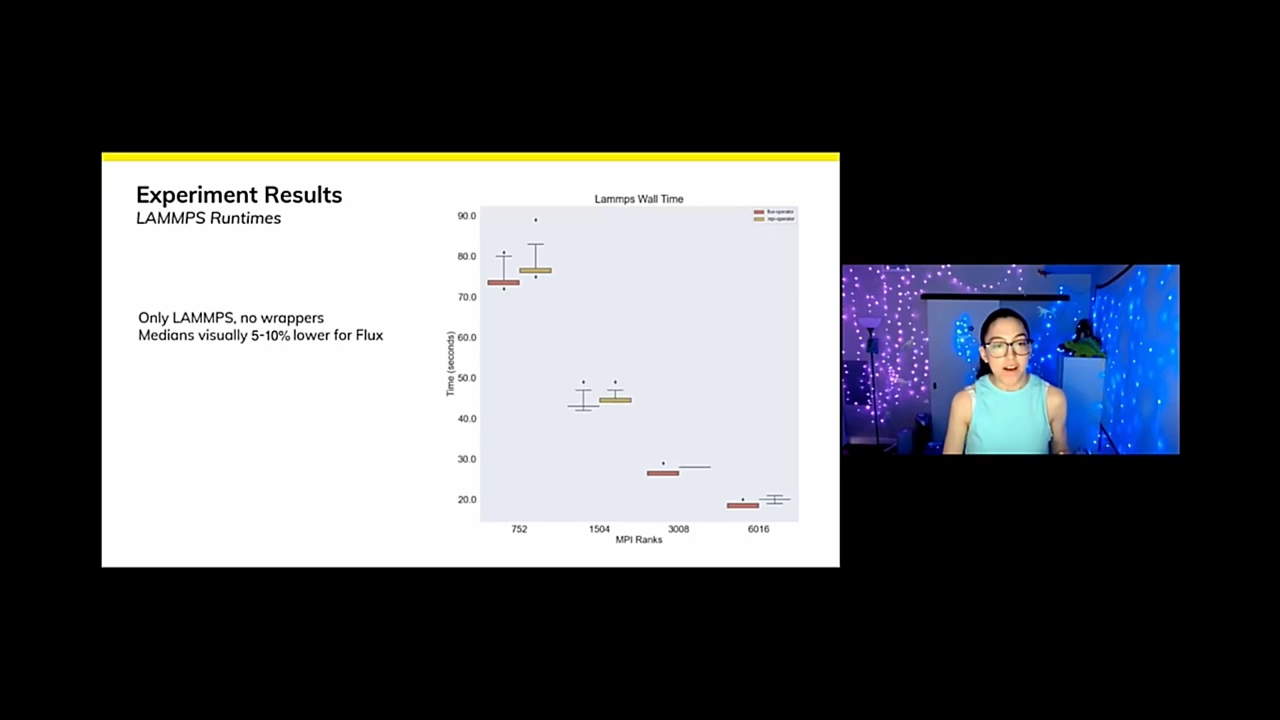 Experiment Results
LAMMPS Runtimes
Only LAMMPS, no wrappers
Medians visually 5-10% lower for Flux
Lammps Wall Time
flux-operator
mpi-operator
90.0
80.0
70.0
60.0
50.0
40.0
30.0
20.0
Time (seconds)
752
1504
3008
6016
MPI Ranks